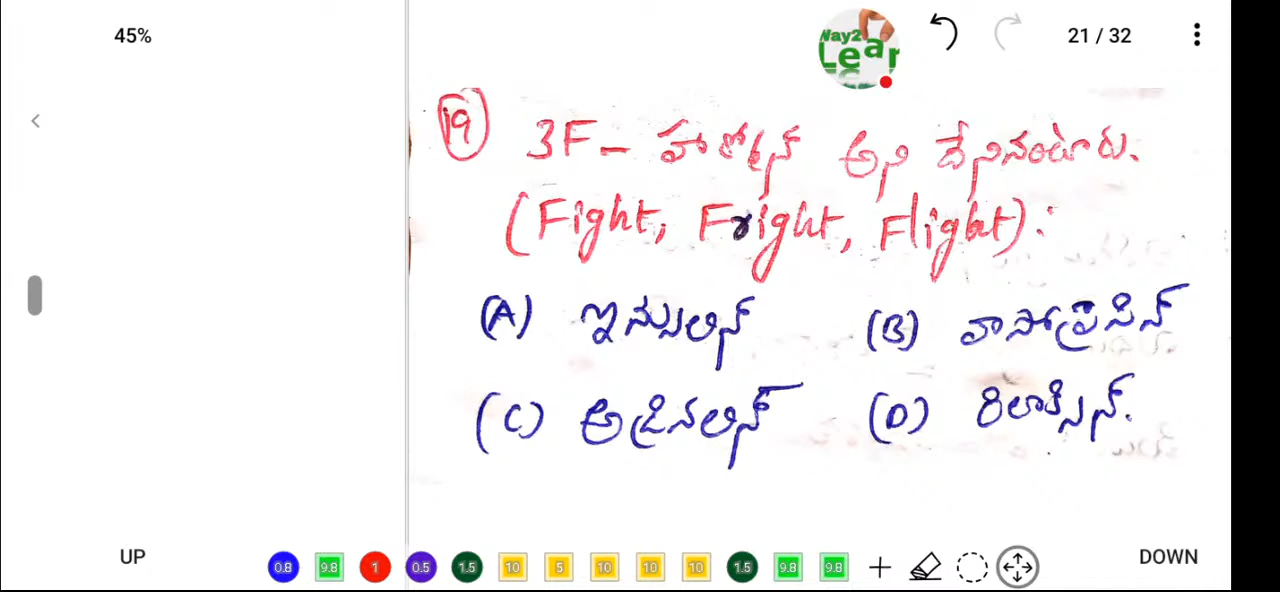 45%
Way2
Lear
21 / 32
19 3F - హార్మోన్ అని దేనినంటారు.
(Fight, Fright, Flight):
(A) ఇన్సులిన్ (B) వాసోప్రెసిన్
(C) అడ్రినలిన్ (D) రిలాక్సిన్.
UP
0.8 9.8 1 0.5 1.5 10 5 10 10 10 1.5 9.8 9.8
DOWN